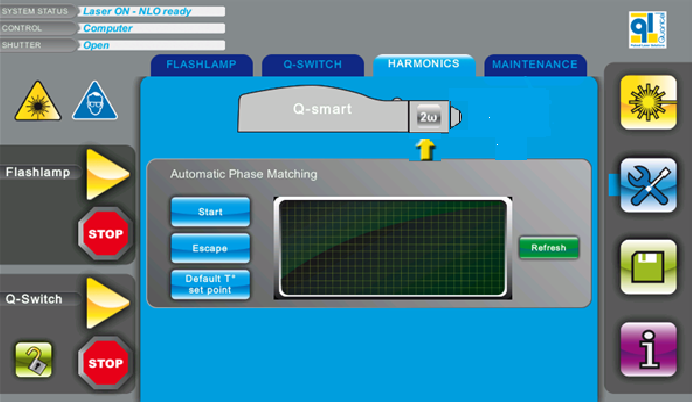 SYSTEM STATUS
Laser ON - NLO ready
CONTROL
Computer
SHUTTER
Open
ql
Quantel
FLASHLAMP
Q-SWITCH
HARMONICS
MAINTENANCE
Q-smart
2ω
Flashlamp
STOP
Q-Switch
STOP
Automatic Phase Matching
Start
Escape
Default T°
set point
Refresh